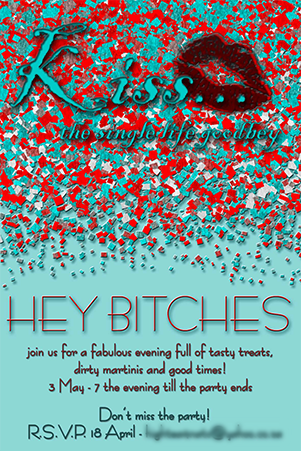 Kiss...
the single life goodbey
HEY BITCHES
join us for a fabulous evening full of tasty treats,
dirty martinis and good times!
3 May - 7 the evening till the party ends
Don't miss the party!
R.S.V.P. 18 April -